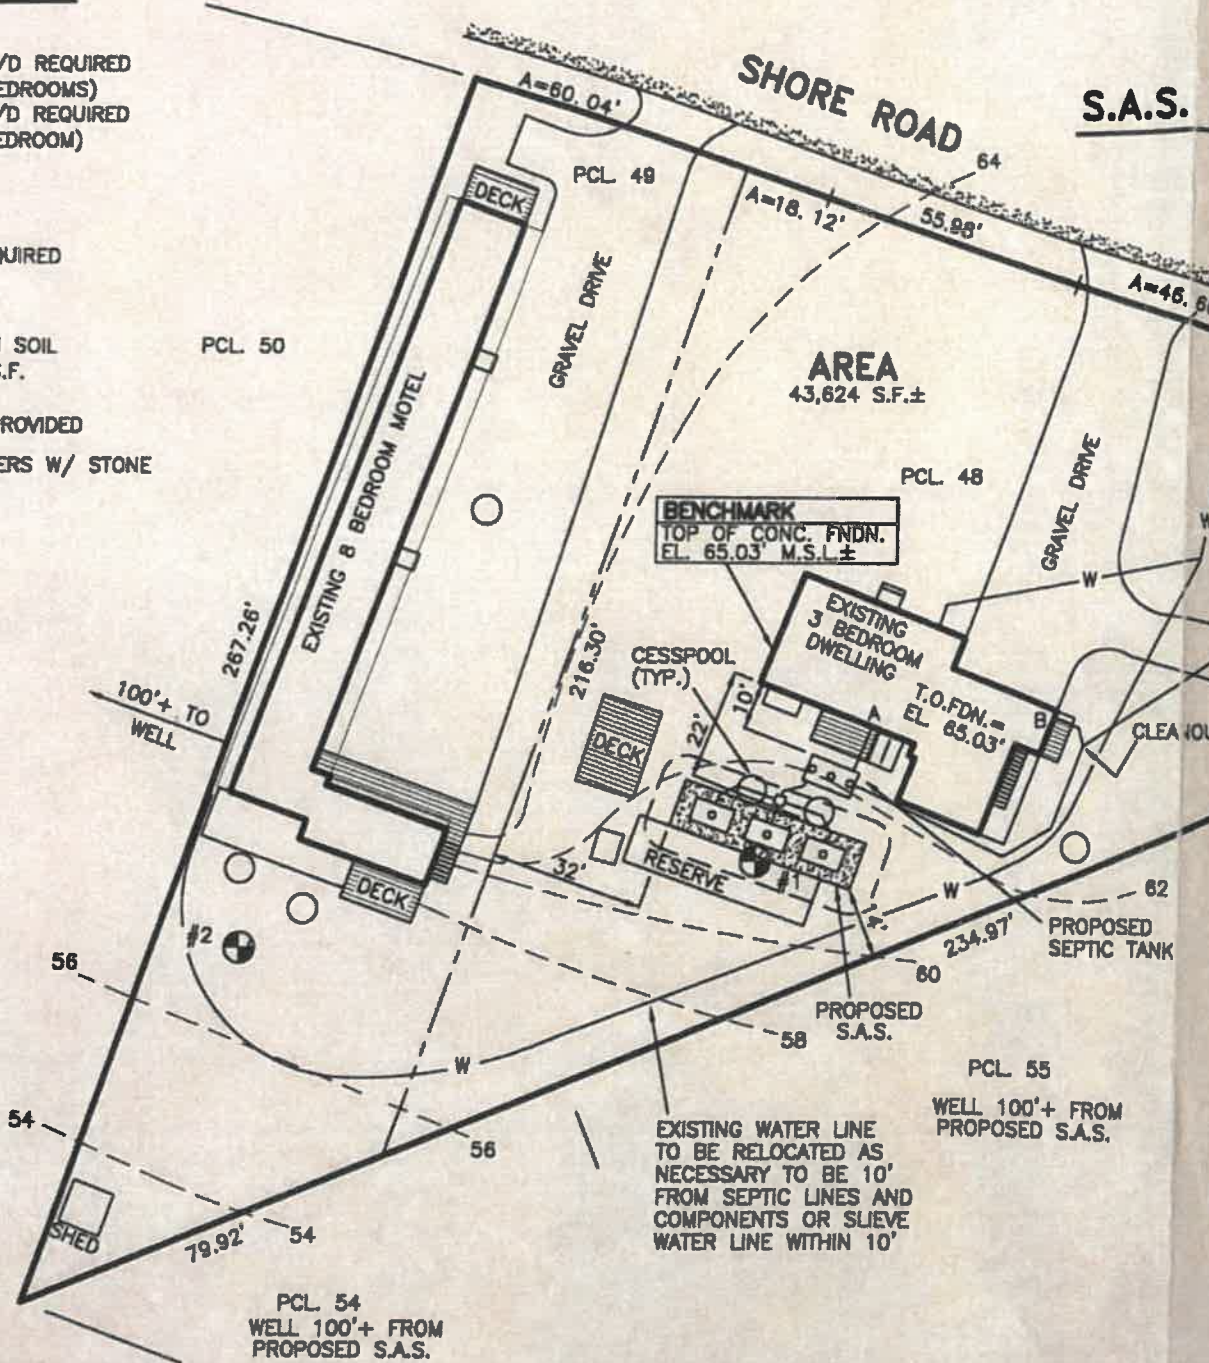 /D REQUIRED
EDROOMS)
/D REQUIRED
EDROOM)
QUIRED
SOIL
S.F.
PROVIDED
ERS W/ STONE
SHORE ROAD
S.A.S.
A=60.04'
64
PCL. 49
DECK
A=18.12'
55.98'
GRAVEL DRIVE
PCL. 50
AREA
43,624 S.F.±
EXISTING 8 BEDROOM MOTEL
GRAVEL DRIVE
PCL. 48
BENCHMARK
TOP OF CONC. FNDN.
EL. 65.03' M.S.L.±
W
W
EXISTING
3 BEDROOM
DWELLING
T.O.FDN.=
EL. 65.03'
A
B
267.26'
216.30'
CESSPOOL
(TYP.)
10'
22'
100'+ TO
WELL
DECK
32'
RESERVE
#1
W
62
DECK
#2
234.97'
PROPOSED
SEPTIC TANK
56
60
PROPOSED
S.A.S.
58
W
PCL. 55
WELL 100'+ FROM
PROPOSED S.A.S.
54
56
EXISTING WATER LINE
TO BE RELOCATED AS
NECESSARY TO BE 10'
FROM SEPTIC LINES AND
COMPONENTS OR SLIEVE
WATER LINE WITHIN 10'
SHED
79.92'
54
PCL. 54
WELL 100'+ FROM
PROPOSED S.A.S.